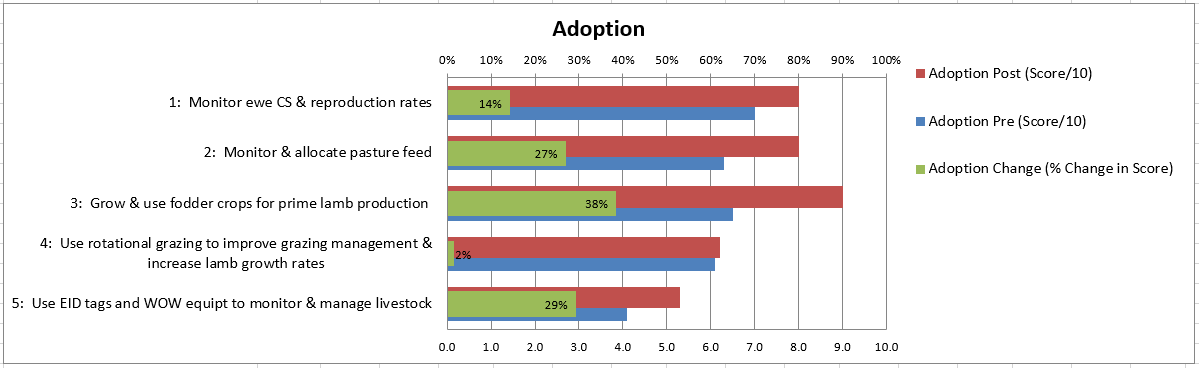 Adoption
0% 10% 20% 30% 40% 50% 60% 70% 80% 90% 100%
1: Monitor ewe CS & reproduction rates
14%
2: Monitor & allocate pasture feed
27%
3: Grow & use fodder crops for prime lamb production
38%
4: Use rotational grazing to improve grazing management &
increase lamb growth rates
2%
5: Use EID tags and WOW equipt to monitor & manage livestock
29%
0.0 1.0 2.0 3.0 4.0 5.0 6.0 7.0 8.0 9.0 10.0
Adoption Post (Score/10)
Adoption Pre (Score/10)
Adoption Change (% Change in Score)